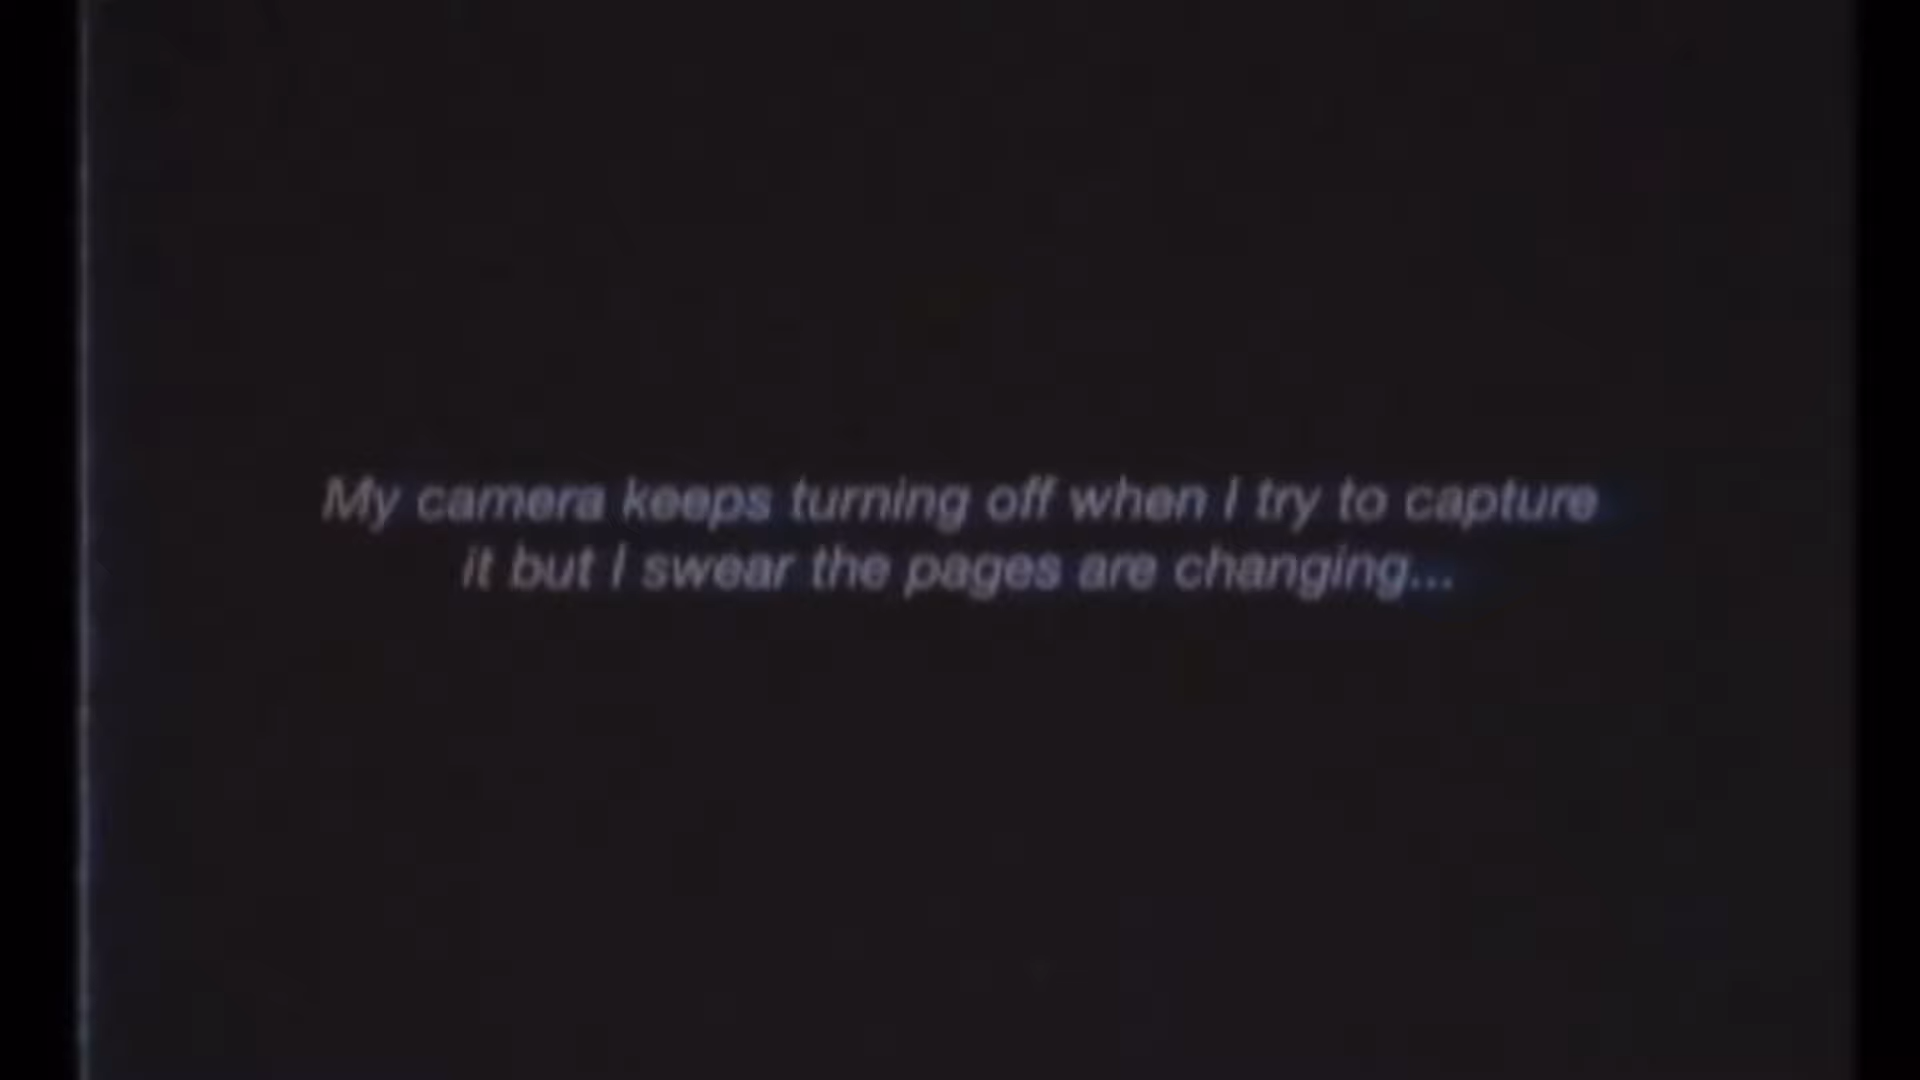 My camera keeps turning off when I try to capture
it but I swear the pages are changing...